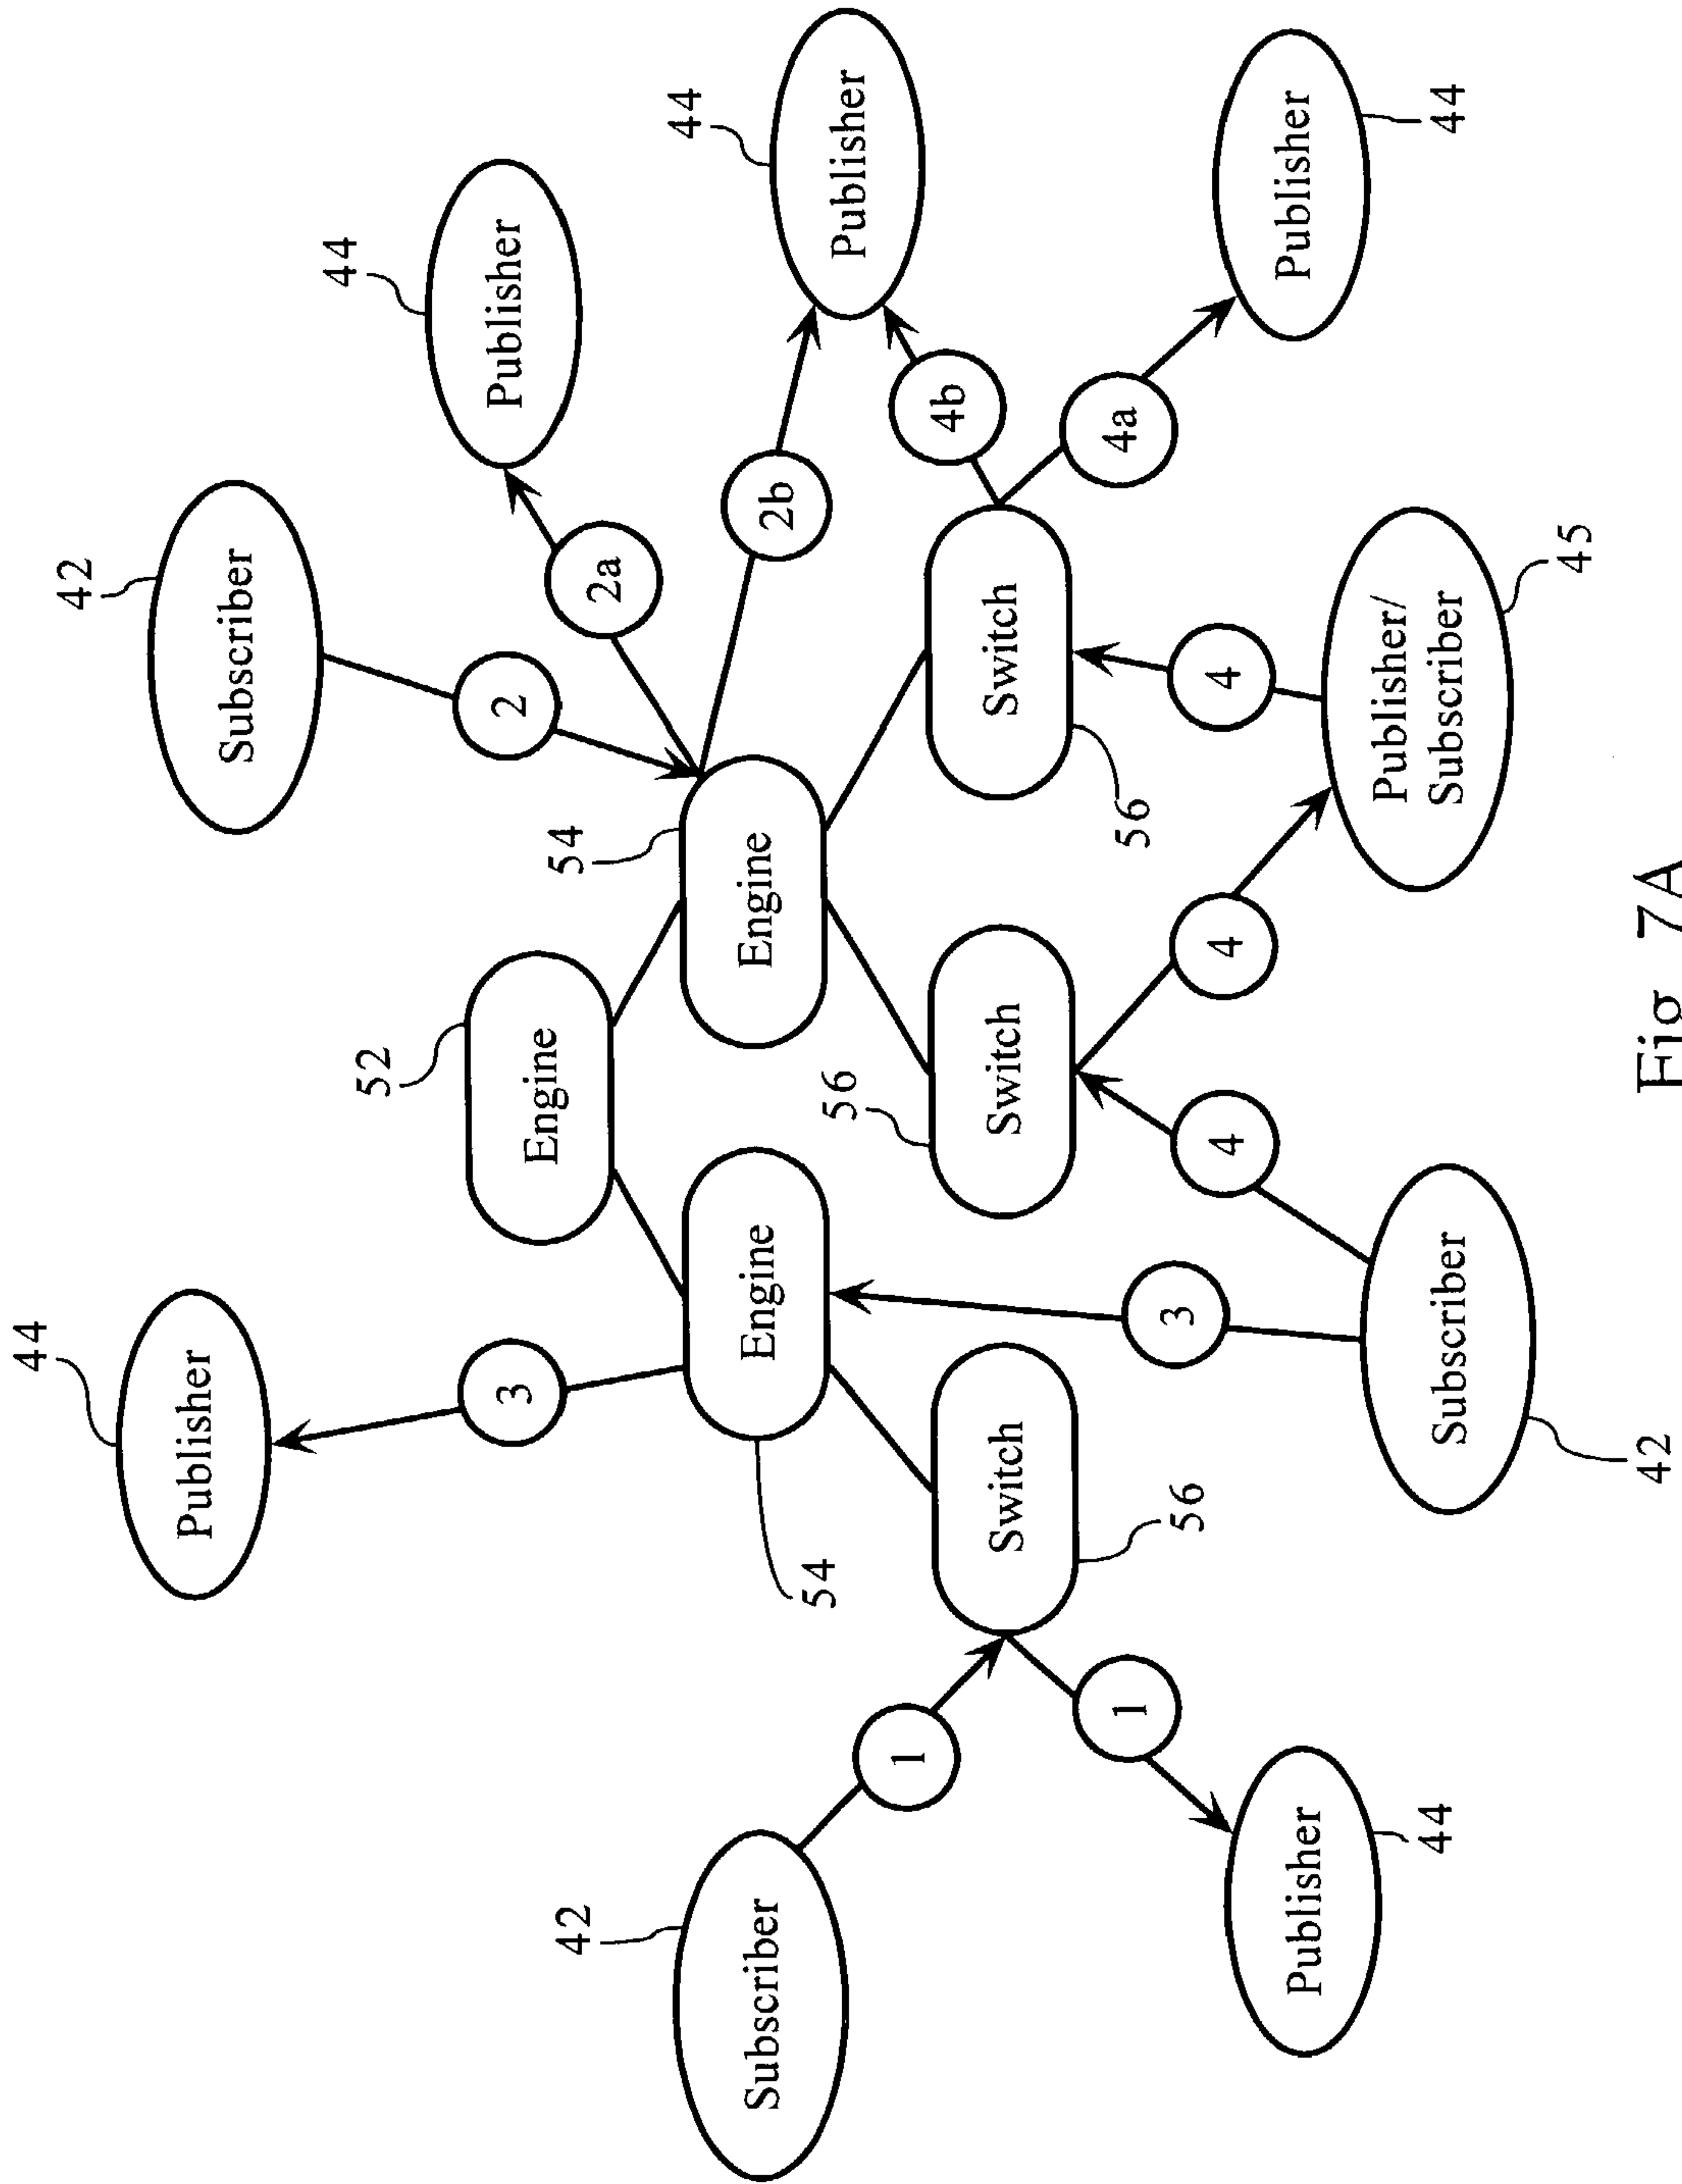 44
42
Publisher
Subscriber
44
52
3
2
Publisher
Engine
54
42
2a
44
Subscriber
Engine
Engine
2b
54
56
Publisher
1
4b
Switch
Switch
Switch
1
4a
56
3
56
4
4
4
Publisher
Publisher
Publisher/
Subscriber
Subscriber
44
44
45
42
Fig. 7A